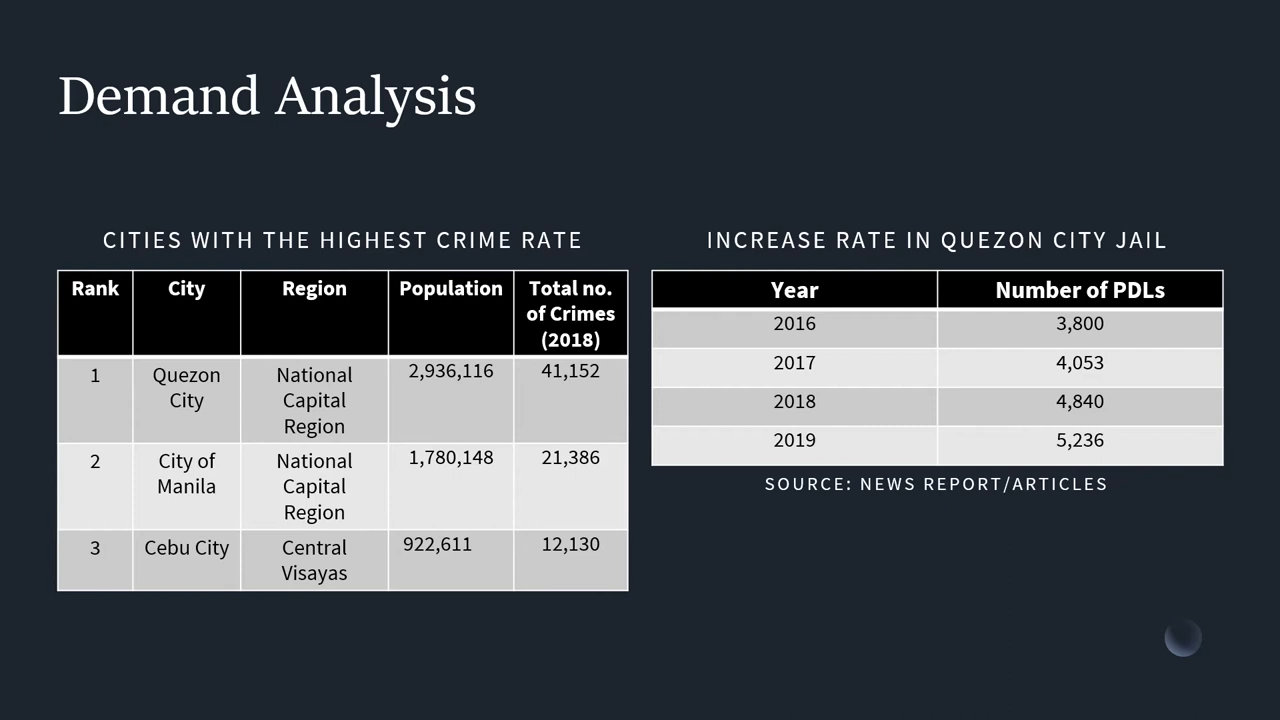 Demand Analysis
CITIES WITH THE HIGHEST CRIME RATE
Rank City Region Population Total no. of Crimes (2018)
1 Quezon City National Capital Region 2,936,116 41,152
2 City of Manila National Capital Region 1,780,148 21,386
3 Cebu City Central Visayas 922,611 12,130
INCREASE RATE IN QUEZON CITY JAIL
Year Number of PDLs
2016 3,800
2017 4,053
2018 4,840
2019 5,236
SOURCE: NEWS REPORT/ARTICLES